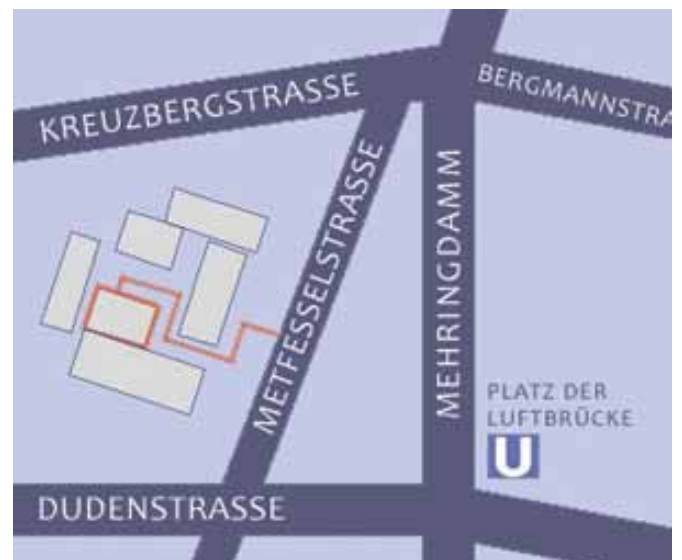 KREUZBERGSTRASSE
BERGMANNSTRA
METFESSELSTRASSE
MEHRINGDAMM
PLATZ DER
LUFTBRÜCKE
U
DUDENSTRASSE